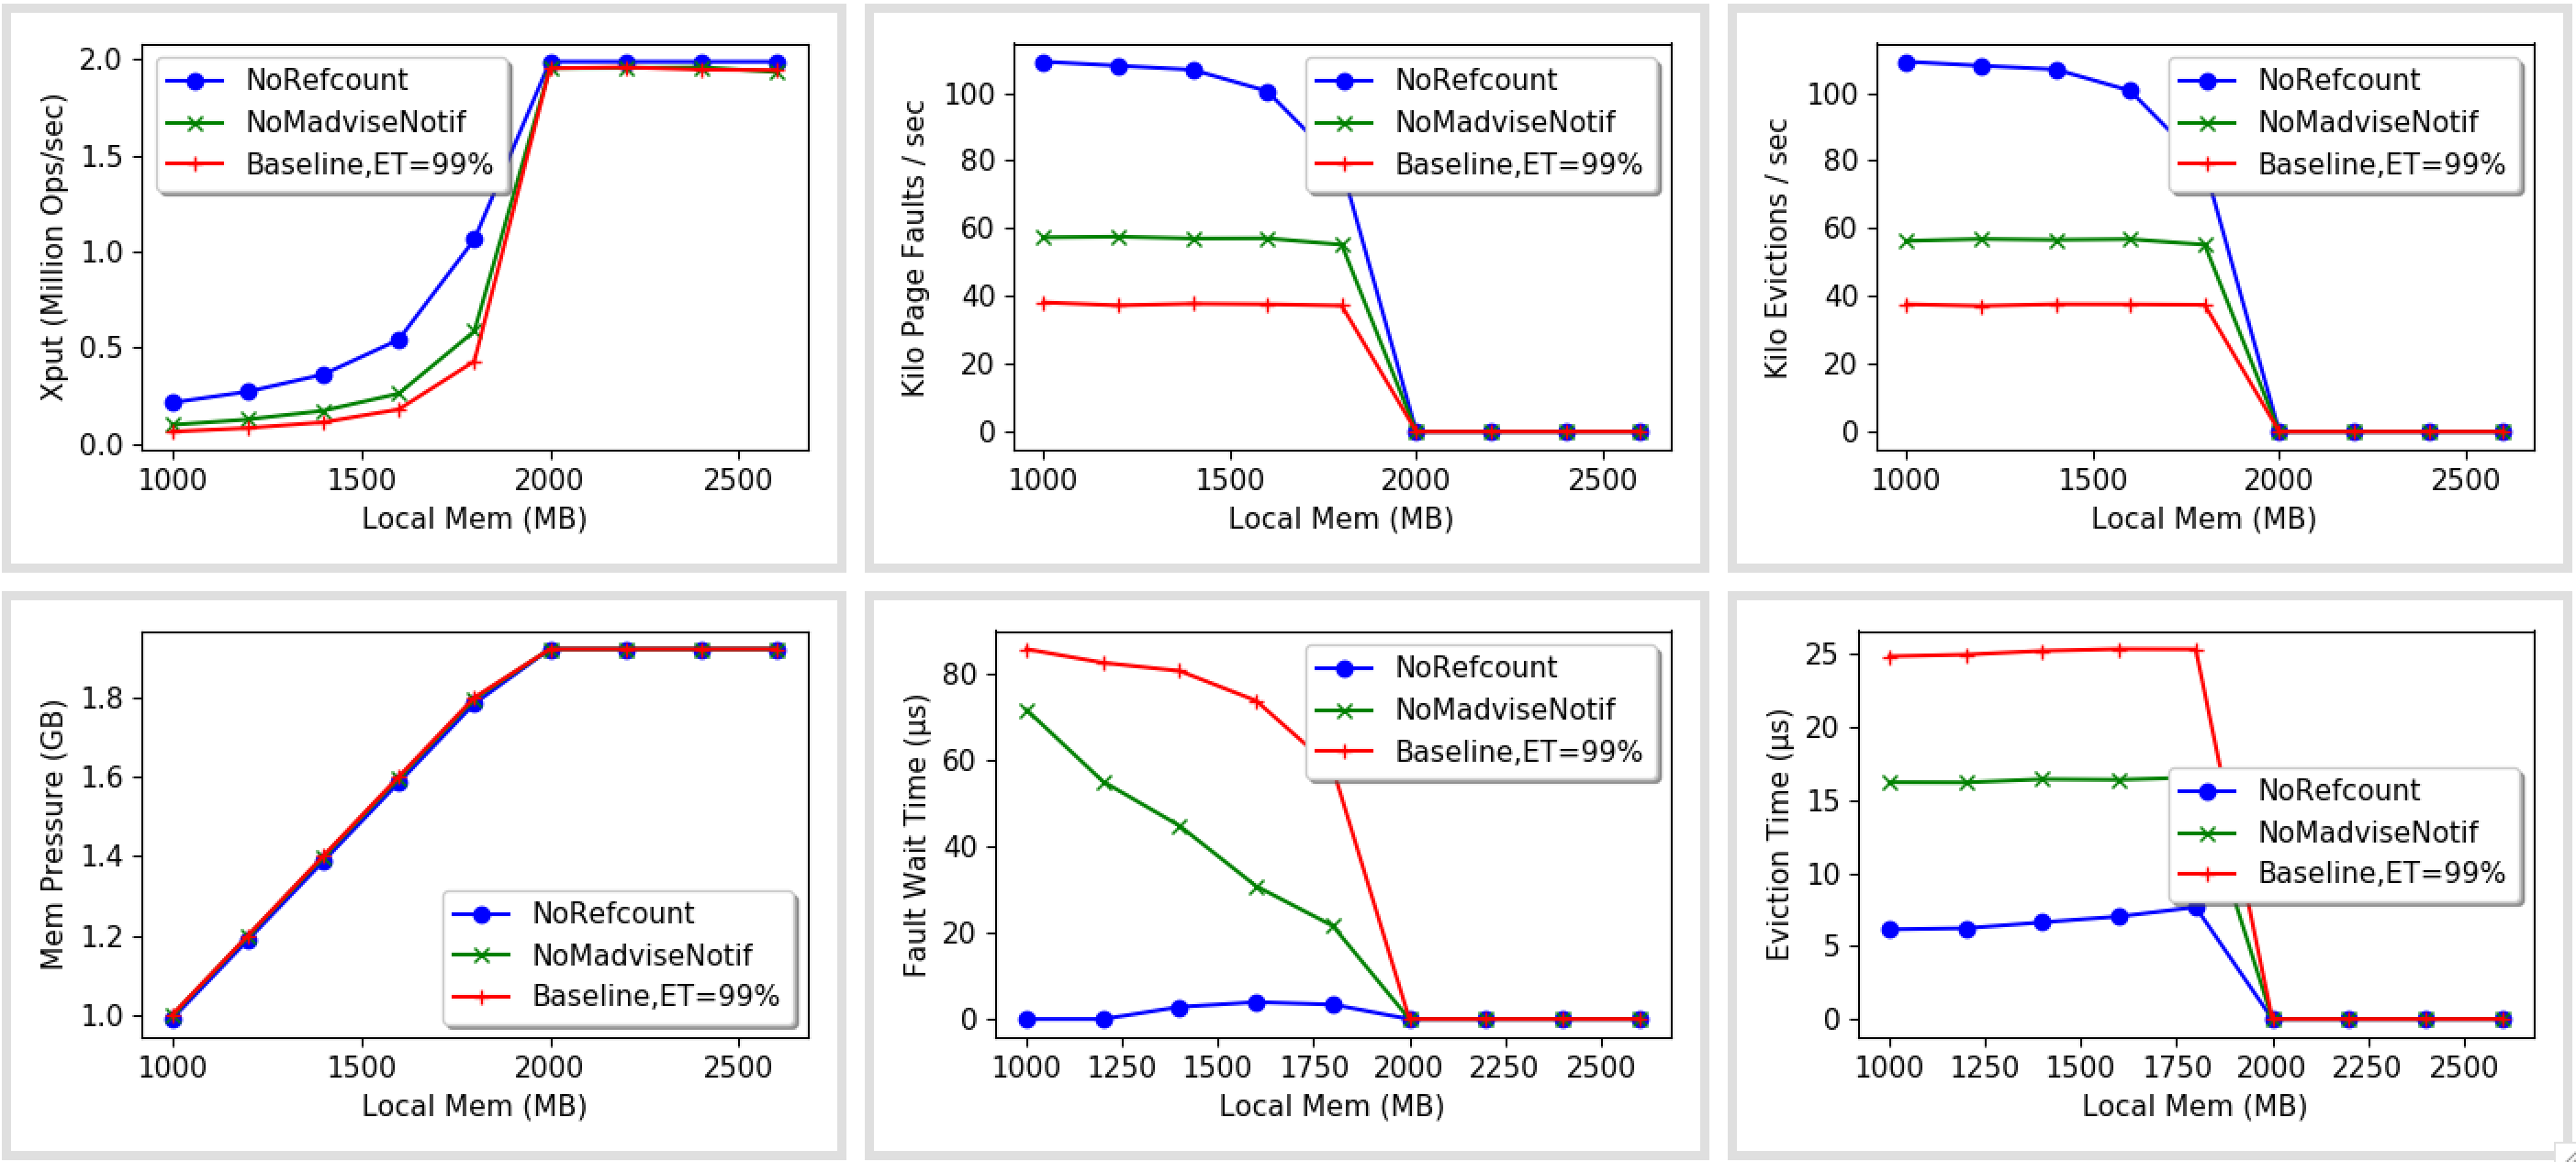 Xput (Million Ops/sec)
2.0
1.5
1.0
0.5
0.0
NoRefcount
NoMadviseNotif
Baseline,ET=99%
1000 1500 2000 2500
Local Mem (MB)
Kilo Page Faults / sec
100
80
60
40
20
0
NoRefcount
NoMadviseNotif
Baseline,ET=99%
1000 1500 2000 2500
Local Mem (MB)
Kilo Evictions / sec
100
80
60
40
20
0
NoRefcount
NoMadviseNotif
Baseline,ET=99%
1000 1500 2000 2500
Local Mem (MB)
Mem Pressure (GB)
1.8
1.6
1.4
1.2
1.0
NoRefcount
NoMadviseNotif
Baseline,ET=99%
1000 1500 2000 2500
Local Mem (MB)
Fault Wait Time (µs)
80
60
40
20
0
NoRefcount
NoMadviseNotif
Baseline,ET=99%
1000 1250 1500 1750 2000 2250 2500
Local Mem (MB)
Eviction Time (µs)
25
20
15
10
5
0
NoRefcount
NoMadviseNotif
Baseline,ET=99%
1000 1250 1500 1750 2000 2250 2500
Local Mem (MB)